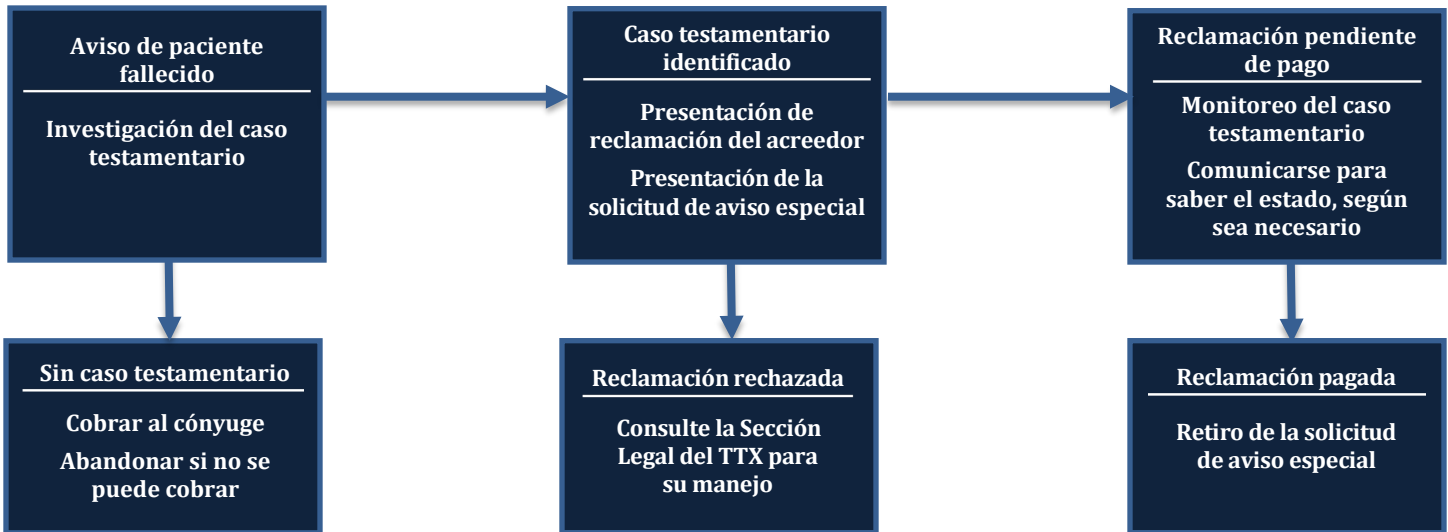 Aviso de paciente
fallecido
Investigación del caso
testamentario
Caso testamentario
identificado
Presentación de
reclamación del acreedor
Presentación de la
solicitud de aviso especial
Reclamación pendiente
de pago
Monitoreo del caso
testamentario
Comunicarse para
saber el estado, según
sea necesario
Sin caso testamentario
Cobrar al cónyuge
Abandonar si no se
puede cobrar
Reclamación rechazada
Consulte la Sección
Legal del TTX para
su manejo
Reclamación pagada
Retiro de la solicitud
de aviso especial